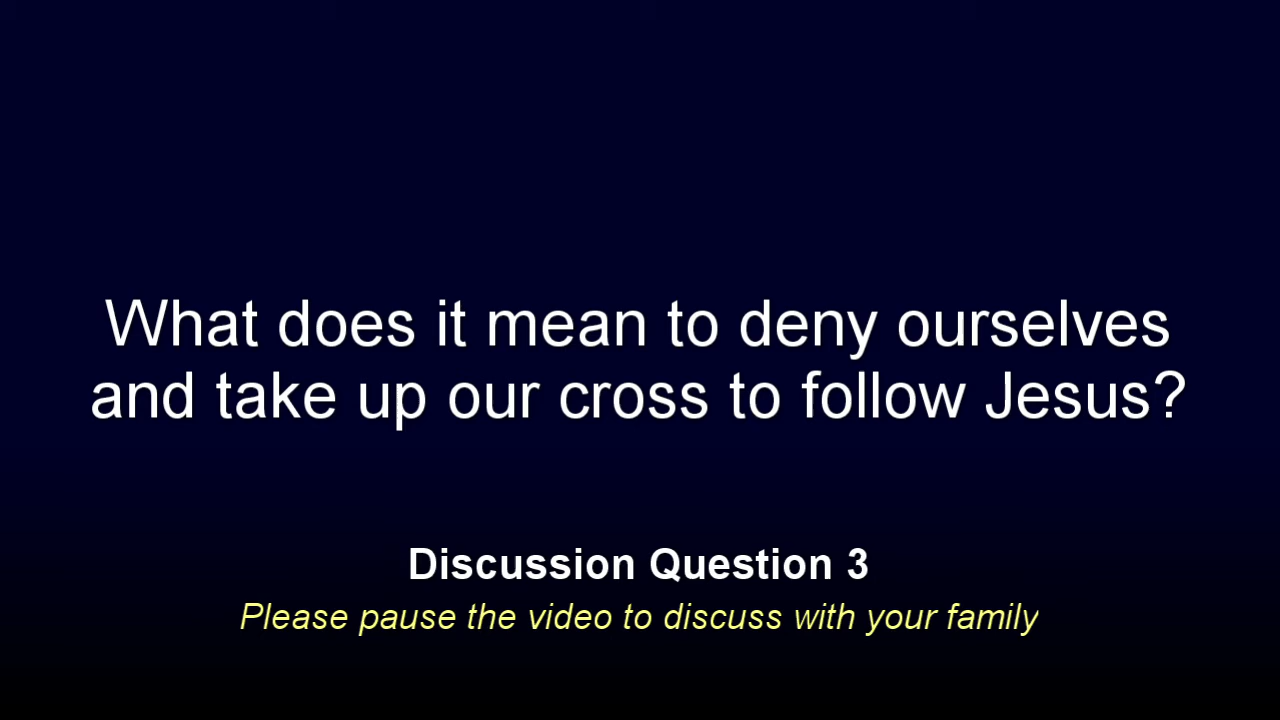 What does it mean to deny ourselves
and take up our cross to follow Jesus?
Discussion Question 3
Please pause the video to discuss with your family